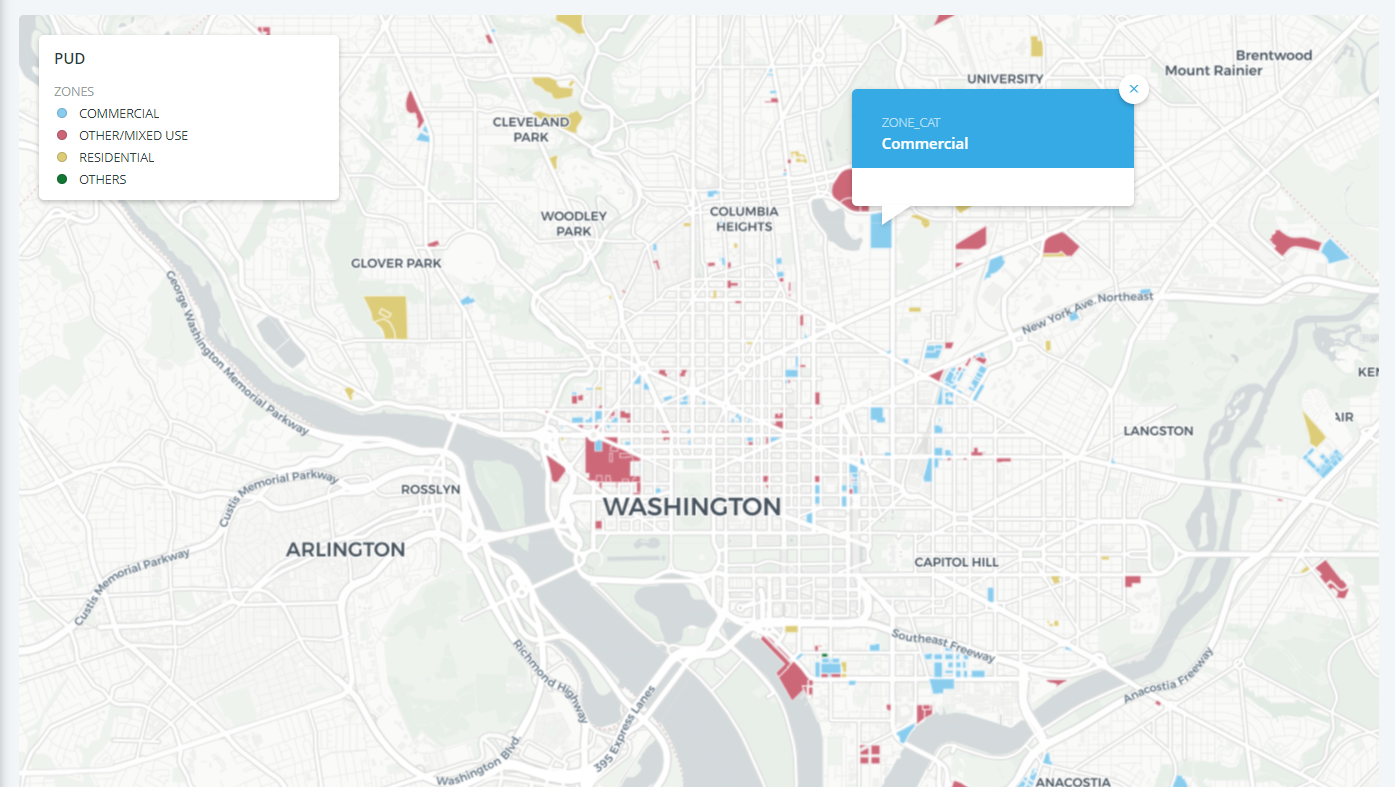 PUD
ZONES
COMMERCIAL
OTHER/MIXED USE
RESIDENTIAL
OTHERS
Brentwood
Mount Rainier
UNIVERSITY
ZONE_CAT
Commercial
CLEVELAND
PARK
WOODLEY
PARK
COLUMBIA
HEIGHTS
GLOVER PARK
George Washington Memorial Parkway
New York Ave Northeast
KEN
AIR
LANGSTON
Custis Memorial Parkway
ROSSLYN
WASHINGTON
ARLINGTON
Custis Memorial Parkway
CAPITOL HILL
Southeast Freeway
Richmond Highway
Anacostia Freeway
395 Express Lanes
Washington Blvd.
ANACOSTIA